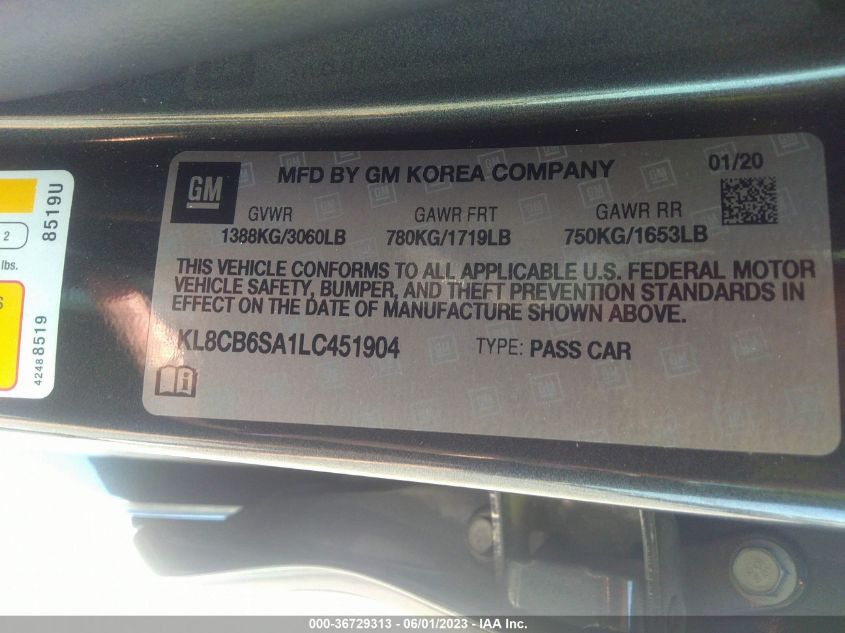 GM
MFD BY GM KOREA COMPANY
01/20
GVWR
GAWR FRT
GAWR RR
1388KG/3060LB
780KG/1719LB
750KG/1653LB
THIS VEHICLE CONFORMS TO ALL APPLICABLE U.S. FEDERAL MOTOR
VEHICLE SAFETY, BUMPER, AND THEFT PREVENTION STANDARDS IN
EFFECT ON THE DATE OF MANUFACTURE SHOWN ABOVE.
KL8CB6SA1LC451904
TYPE: PASS CAR
8519U
2
lbs.
42488519
000-36729313 - 06/01/2023 - IAA Inc.